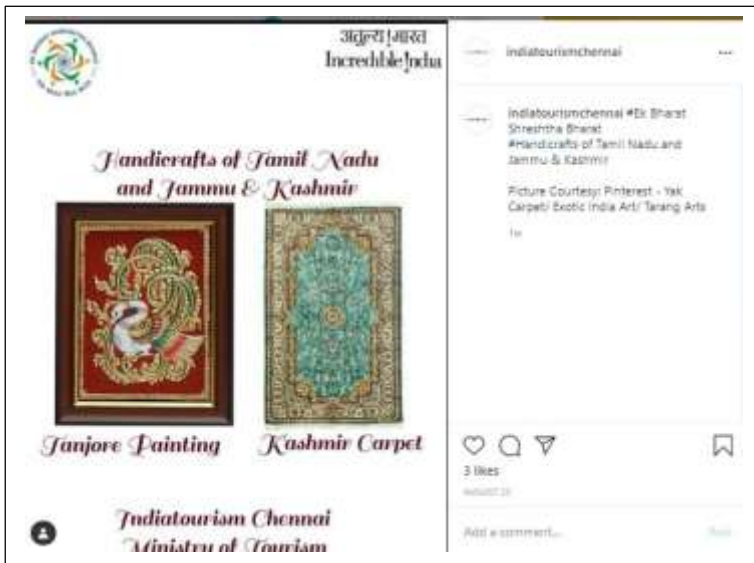 अतुल्य !भारत
Incredible !ndia
Handicrafts of Tamil Nadu
and Jammu & Kashmir
Tanjore Painting
Kashmir Carpet
Indiatourism Chennai
Ministry of Tourism
indiatourismchennai
indiatourismchennai #Ek Bharat
Shreshtha Bharat
#Handicrafts of Tamil Nadu and
Jammu & Kashmir
Picture Courtesy: Pinterest - Yak
Carpet/ Exotic India Art/ Tarang Arts
1w
3 likes
AUGUST
Add a comment...
Post